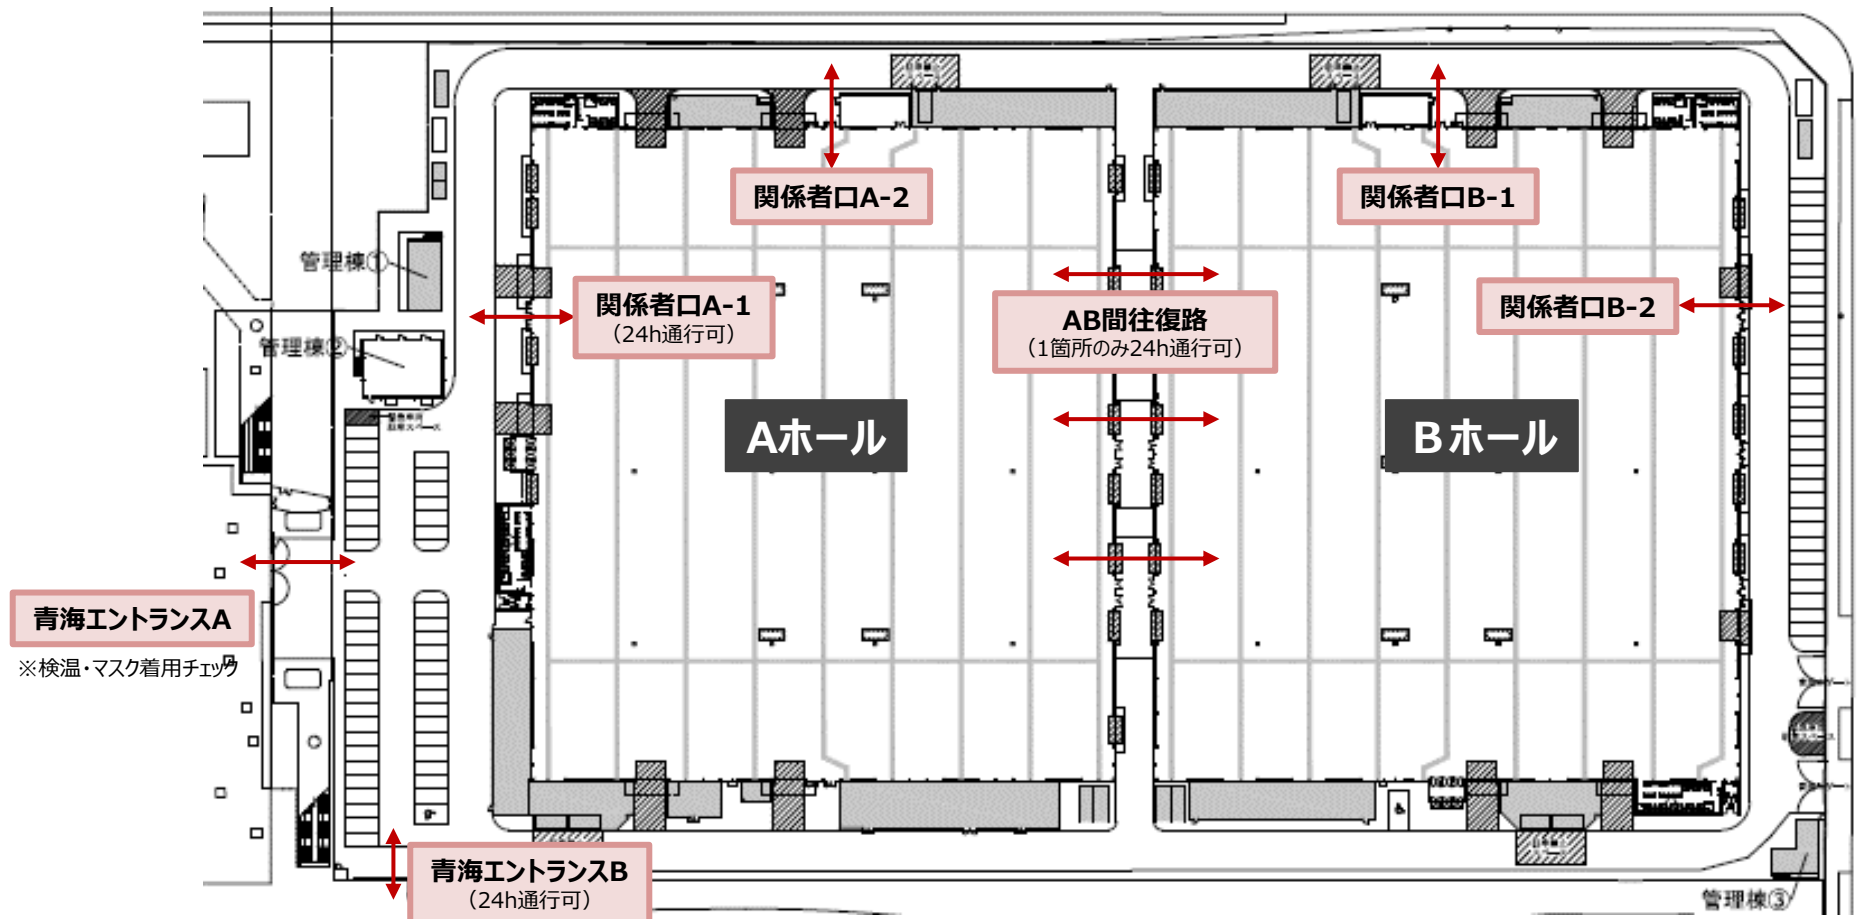 関係者口A-2
関係者口B-1
管理棟①
関係者口A-1
（24h通行可）
AB間往復路
（1箇所のみ24h通行可）
関係者口B-2
管理棟②
Aホール
Bホール
青海エントランスA
※検温・マスク着用チェック
青海エントランスB
（24h通行可）
管理棟③